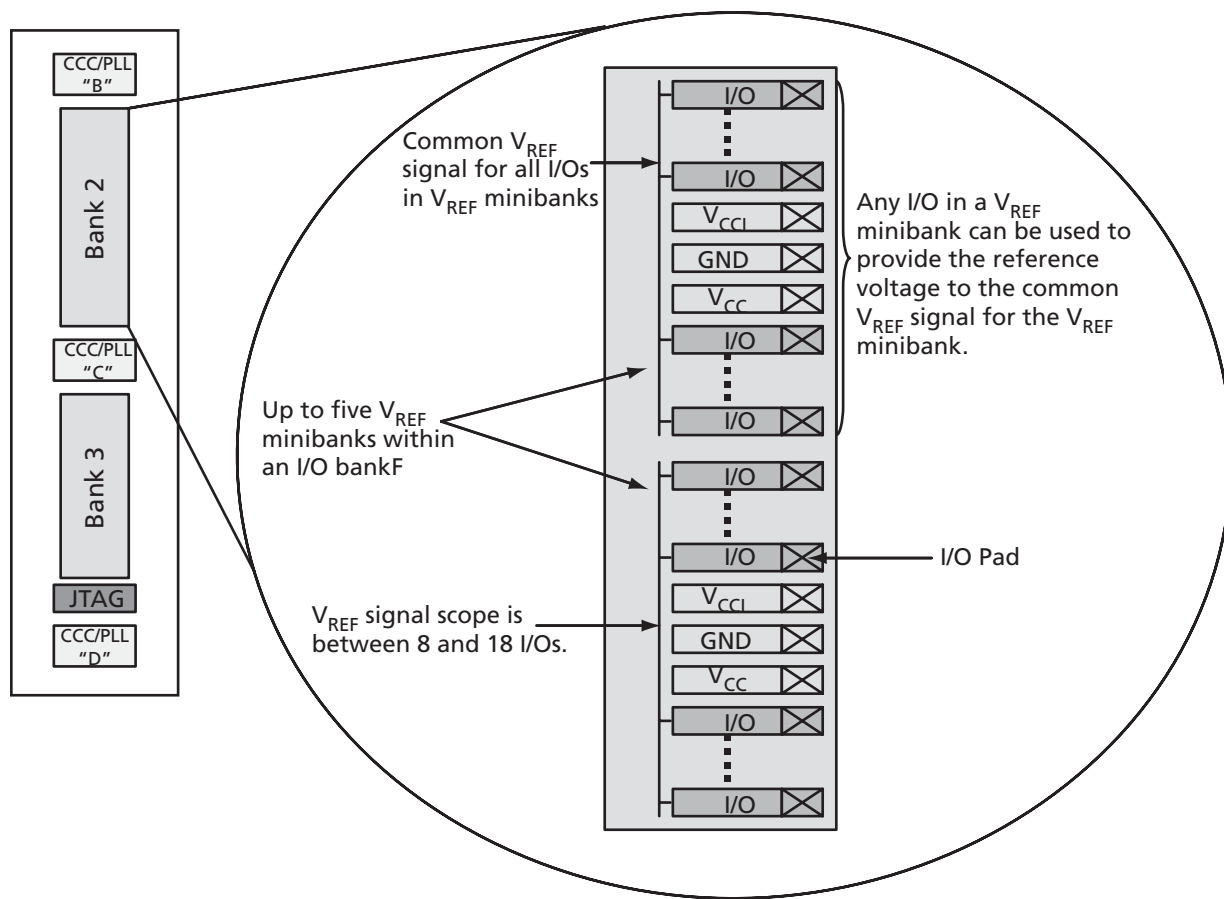 CCC/PLL
"B"
Bank 2
CCC/PLL
"C"
Bank 3
JTAG
CCC/PLL
"D"
Common VREF
signal for all I/Os
in VREF minibanks
Up to five VREF
minibanks within
an I/O bankF
VREF signal scope is
between 8 and 18 I/Os.
I/O
I/O
VCCI
GND
VCC
I/O
I/O
I/O
I/O
VCCI
GND
VCC
I/O
I/O
Any I/O in a VREF
minibank can be used to
provide the reference
voltage to the common
VREF signal for the VREF
minibank.
I/O Pad